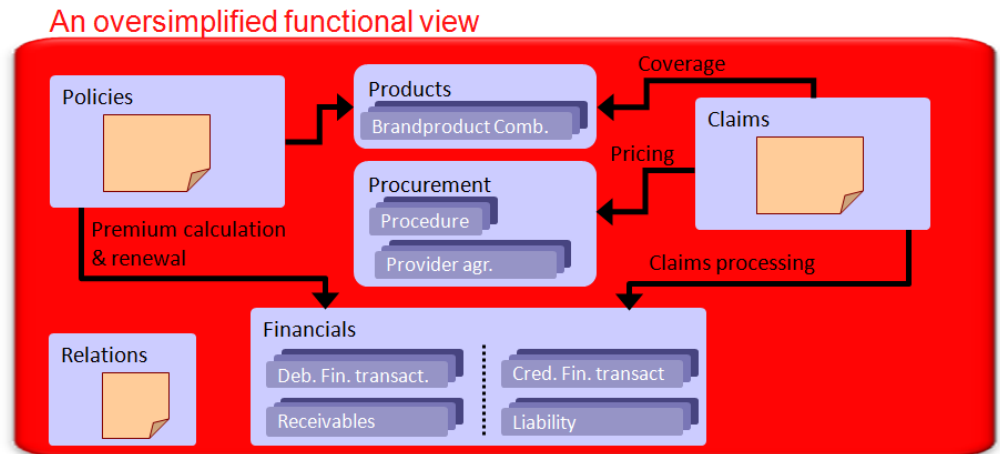 An oversimplified functional view
Policies
Products
Brandproduct Comb.
Coverage
Claims
Pricing
Procurement
Procedure
Provider agr.
Premium calculation
& renewal
Claims processing
Financials
Deb. Fin. transact.
Cred. Fin. transact
Receivables
Liability
Relations